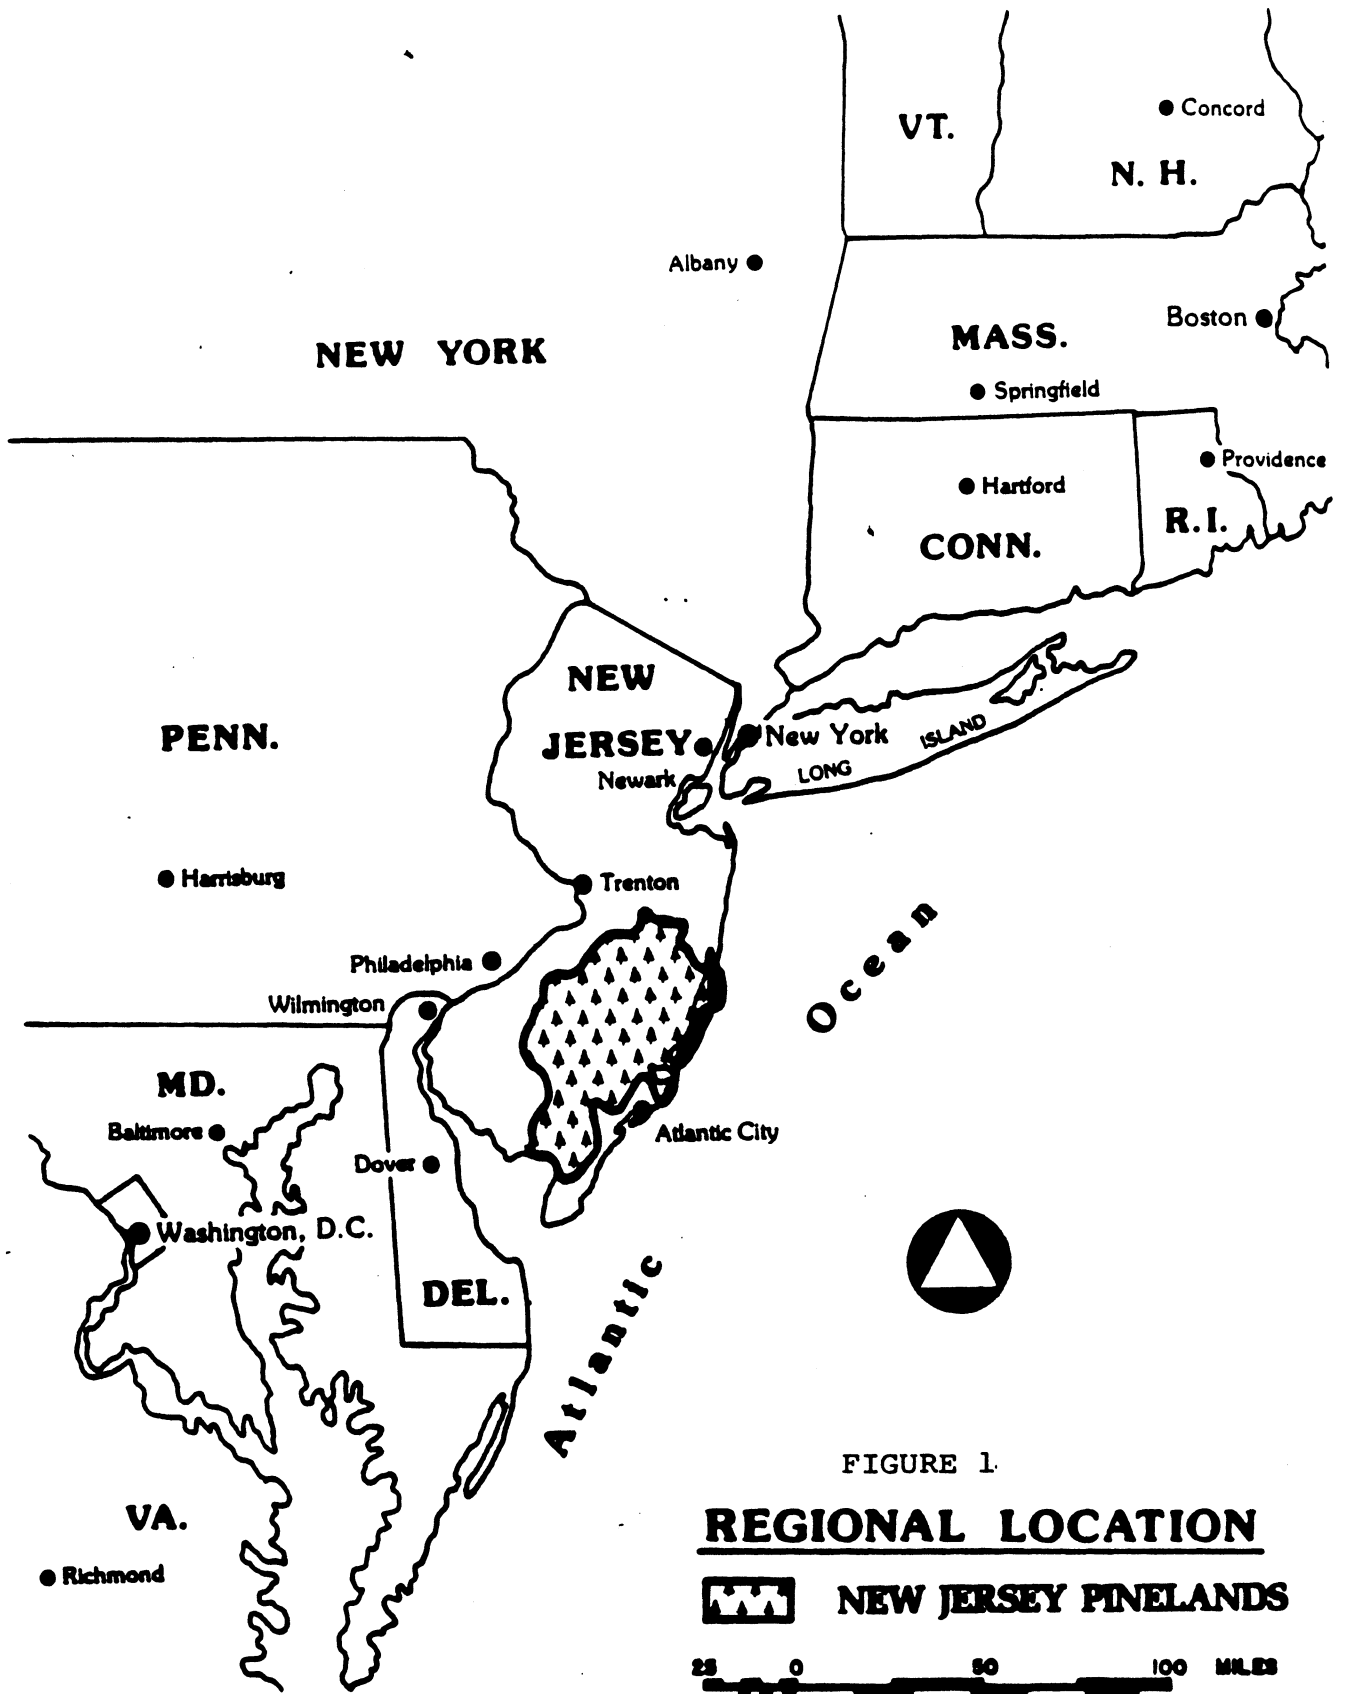 Concord
VT.
N. H.
Albany
Boston
MASS.
NEW YORK
Springfield
Providence
Hartford
R.I.
CONN.
NEW
JERSEY
PENN.
New York
ISLAND
LONG
Newark
Harrisburg
Trenton
Philadelphia
Wilmington
Ocean
MD.
Baltimore
Atlantic City
Dover
Washington, D.C.
DEL.
Atlantic
FIGURE 1.
VA.
REGIONAL LOCATION
Richmond
NEW JERSEY PINELANDS
25 0 50 100 MILES